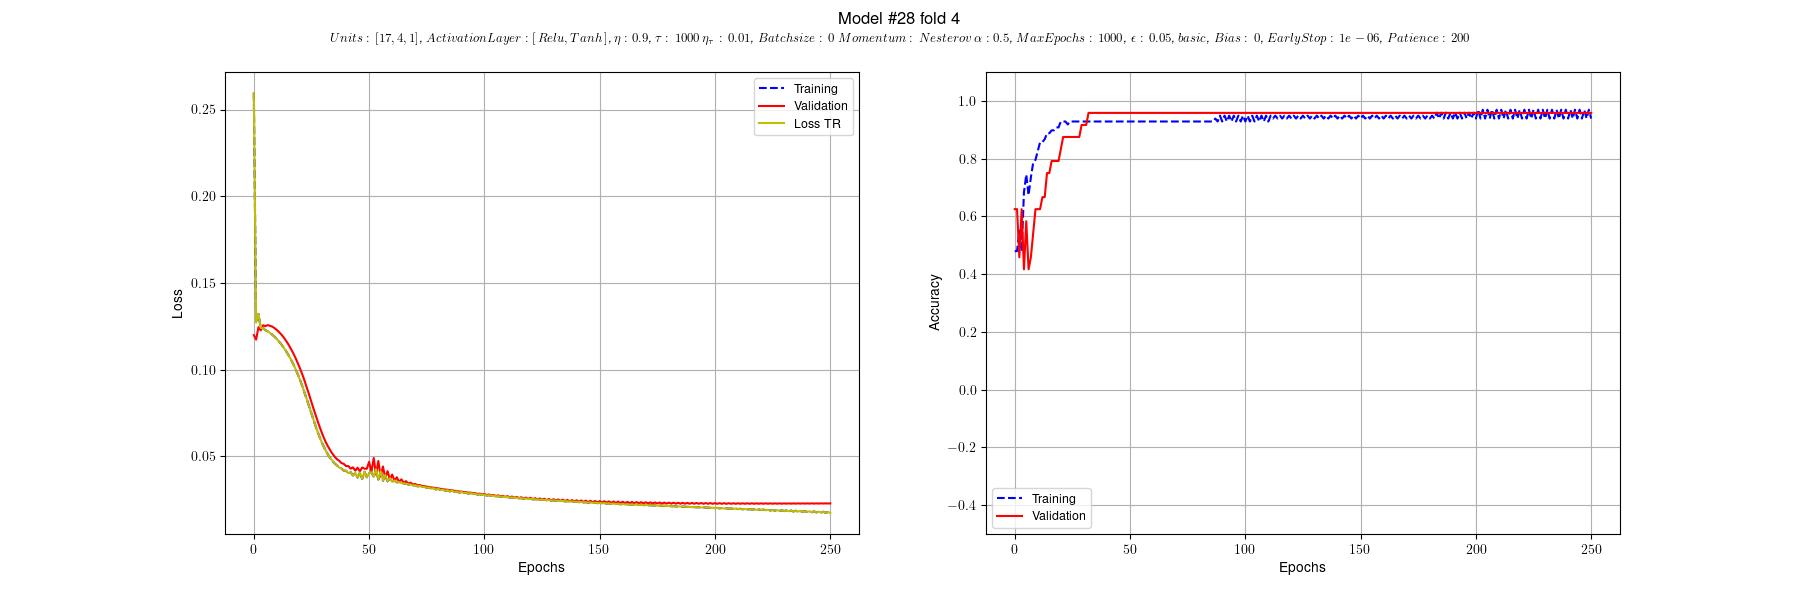 Model #28 fold 4
Units : [17, 4, 1], ActivationLayer : [Relu, Tanh], η : 0.9, τ : 1000 ητ : 0.01, Batchsize : 0 Momentum : Nesterov α : 0.5, MaxEpochs : 1000, ϵ : 0.05, basic, Bias : 0, EarlyStop : 1e − 06, Patience : 200
Training
Validation
Loss TR
0.25
0.20
0.15
0.10
0.05
Loss
0 50 100 150 200 250
Epochs
1.0
0.8
0.6
0.4
0.2
0.0
−0.2
−0.4
Accuracy
Training
Validation
0 50 100 150 200 250
Epochs